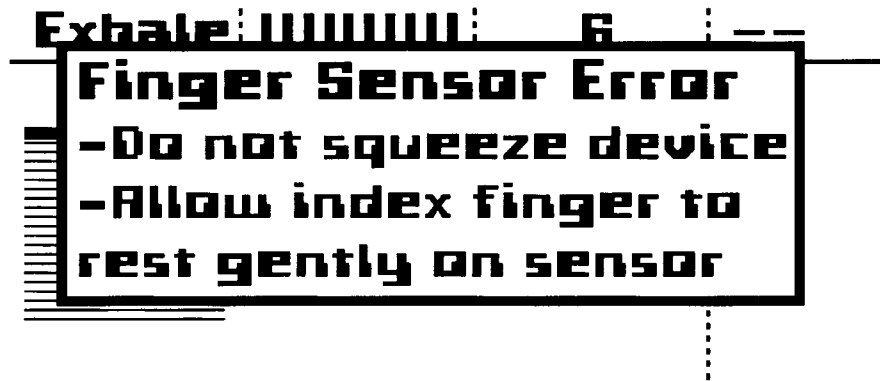 Exhale 6 --
Finger Sensor Error
-Do not squeeze device
-Allow index finger to
rest gently on sensor